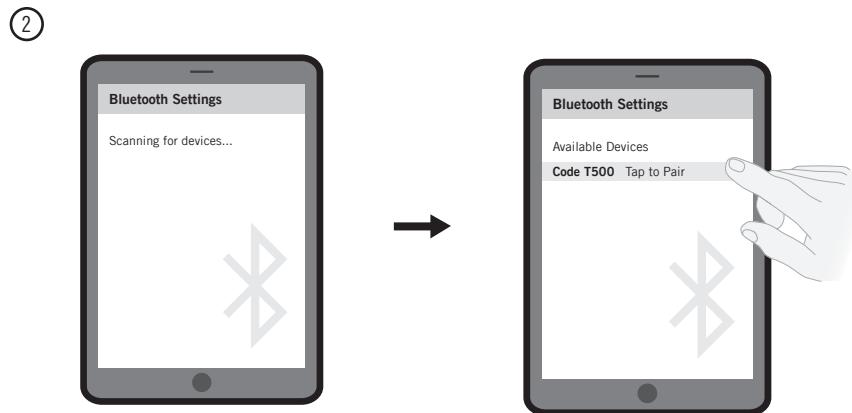 2
Bluetooth Settings
Scanning for devices...
Bluetooth Settings
Available Devices
Code T500 Tap to Pair